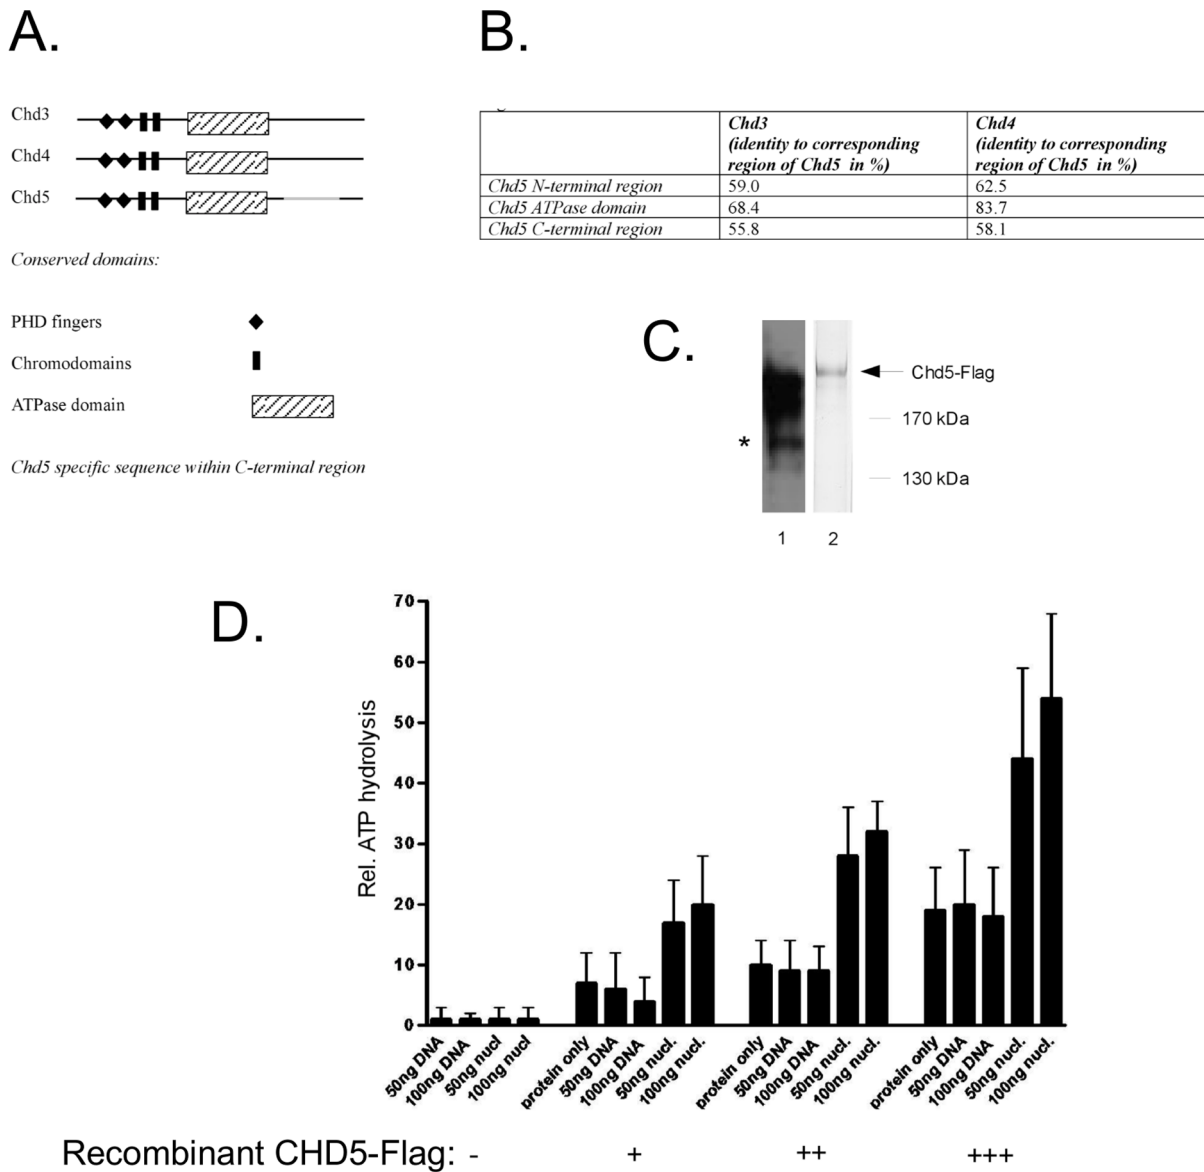 A.
Chd3
Chd4
Chd5
Conserved domains:
PHD fingers
Chromodomains
ATPase domain
Chd5 specific sequence within C-terminal region
B.
Chd3
(identity to corresponding
region of Chd5 in %)
Chd4
(identity to corresponding
region of Chd5 in %)
Chd5 N-terminal region 59.0 62.5
Chd5 ATPase domain 68.4 83.7
Chd5 C-terminal region 55.8 58.1
C.
Chd5-Flag
170 kDa
*
130 kDa
1 2
D.
Rel. ATP hydrolysis
70
60
50
40
30
20
10
0
50ng DNA
100ng DNA
50ng nucl
100ng nucl
protein only
50ng DNA
100ng DNA
50ng nucl.
100ng nucl.
protein only
50ng DNA
100ng DNA
50ng nucl.
100ng nucl.
protein only
50ng DNA
100ng DNA
50ng nucl.
100ng nucl.
Recombinant CHD5-Flag: - + ++ +++